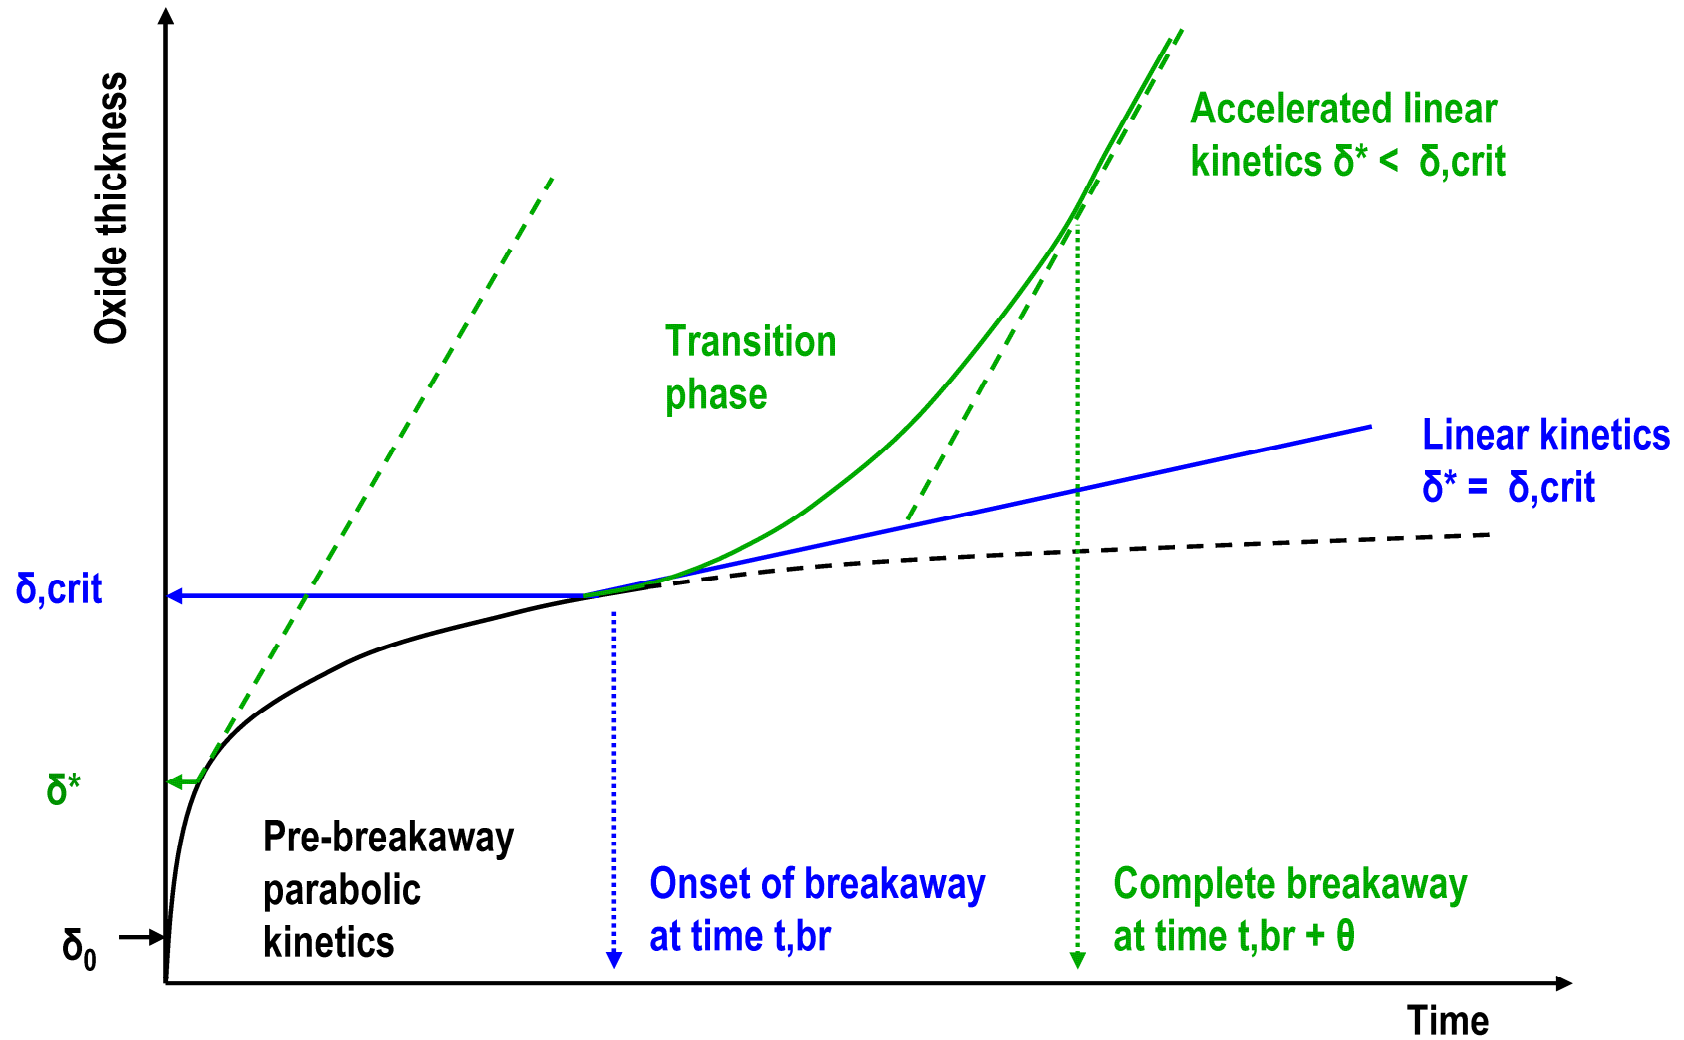 Oxide thickness
Accelerated linear
kinetics δ* < δ,crit
Transition
phase
Linear kinetics
δ* = δ,crit
δ,crit
δ*
Pre-breakaway
parabolic
kinetics
δ0
Onset of breakaway
at time t,br
Complete breakaway
at time t,br + θ
Time